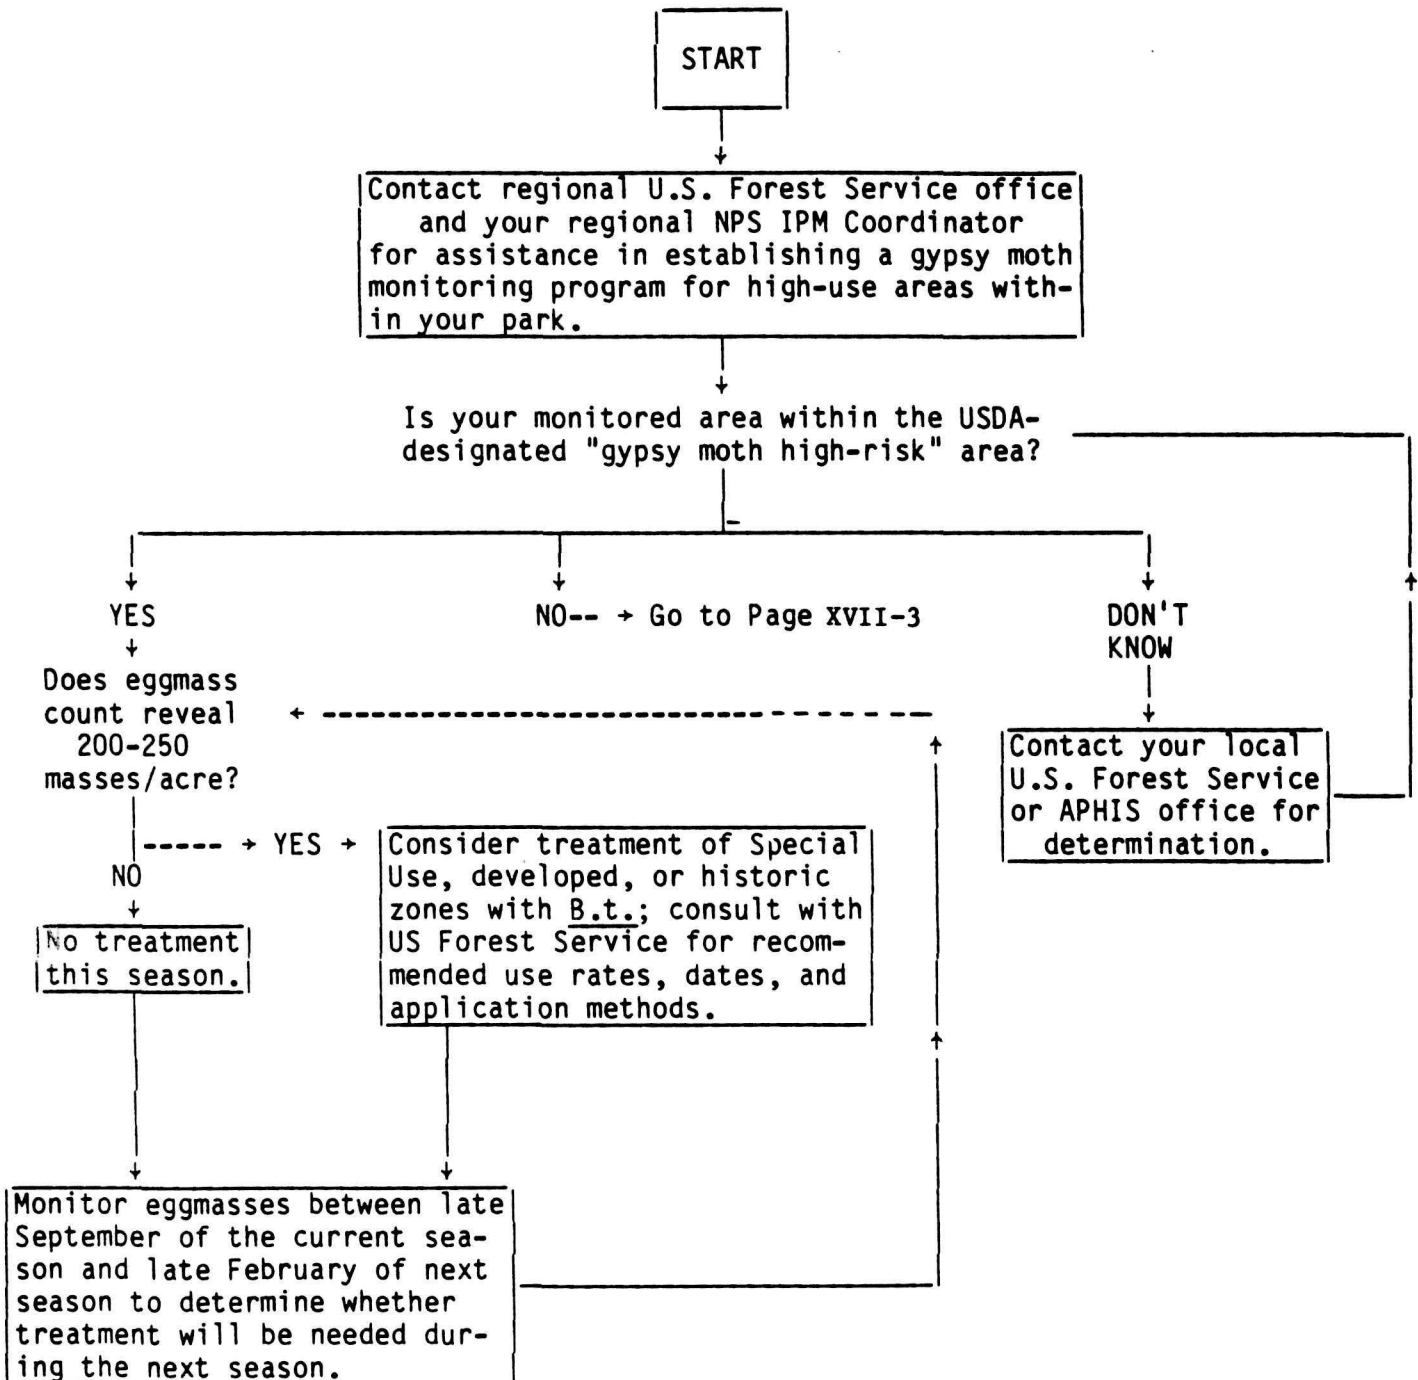 START
Contact regional U.S. Forest Service office
and your regional NPS IPM Coordinator
for assistance in establishing a gypsy moth
monitoring program for high-use areas with-
in your park.
Is your monitored area within the USDA-
designated "gypsy moth high-risk" area?
YES
NO-- → Go to Page XVII-3
DON'T
KNOW
Does eggmass
count reveal
200-250
masses/acre?
Contact your local
U.S. Forest Service
or APHIS office for
determination.
YES
NO
Consider treatment of Special
Use, developed, or historic
zones with B.t.; consult with
US Forest Service for recom-
mended use rates, dates, and
application methods.
No treatment
this season.
Monitor eggmasses between late
September of the current sea-
son and late February of next
season to determine whether
treatment will be needed dur-
ing the next season.